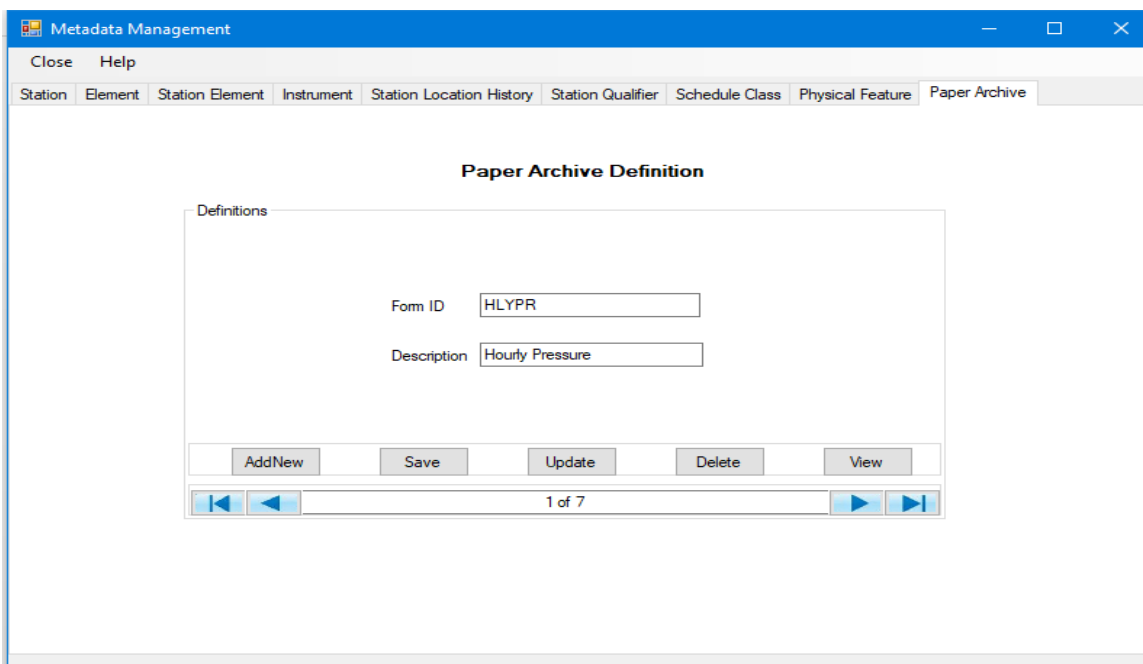 Metadata Management
Close Help
Station Element Station Element Instrument Station Location History Station Qualifier Schedule Class Physical Feature Paper Archive
Paper Archive Definition
Definitions
Form ID HLYPR
Description Hourly Pressure
AddNew Save Update Delete View
1 of 7